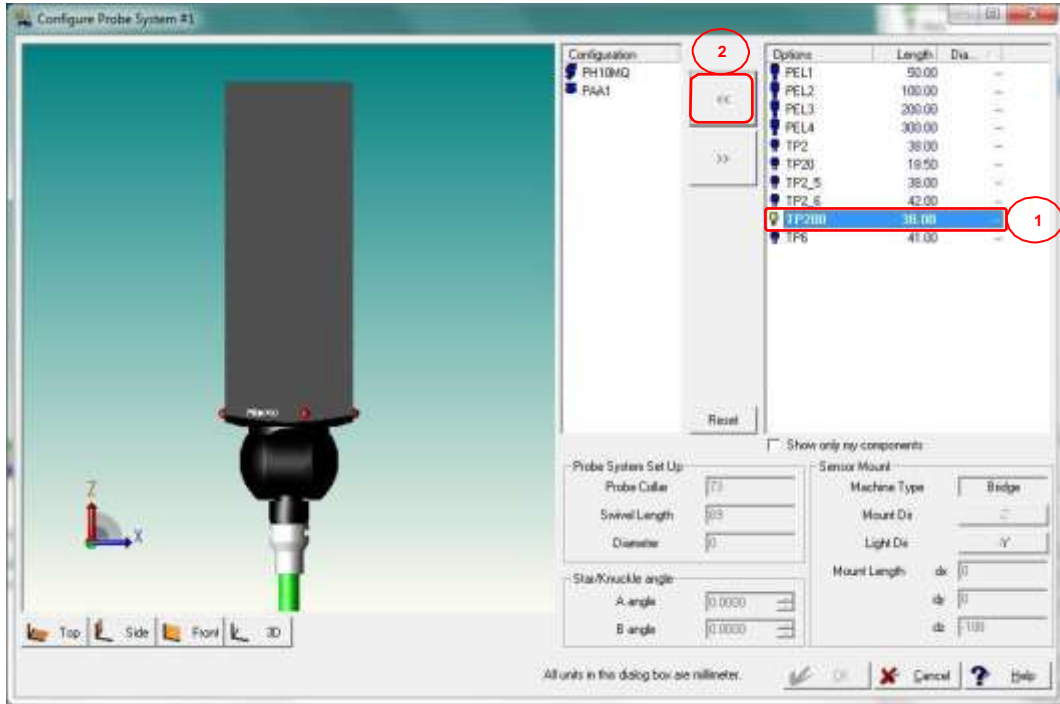 Configure Probe System #1
Configuration
PH10MQ
PAA1
2
<<
>>
Reset
Options Length Dia...
PEL1 50.00 --
PEL2 100.00 --
PEL3 200.00 --
PEL4 300.00 --
TP2 38.00 --
TP20 19.50 --
TP2_5 38.00 --
TP2_6 42.00 --
TP200 38.00 --
TP6 41.00 --
1
Show only my components
Z
X
Top Side Front 3D
Probe System Set Up
Probe Collar 73
Swivel Length 89
Diameter 0
Star/Knuckle angle
A angle 0.0000
B angle 0.0000
Sensor Mount
Machine Type Bridge
Mount Dir -Z
Light Dir -Y
Mount Length dx 0
dy 0
dz -100
All units in this dialog box are millimeter.
OK Cancel Help